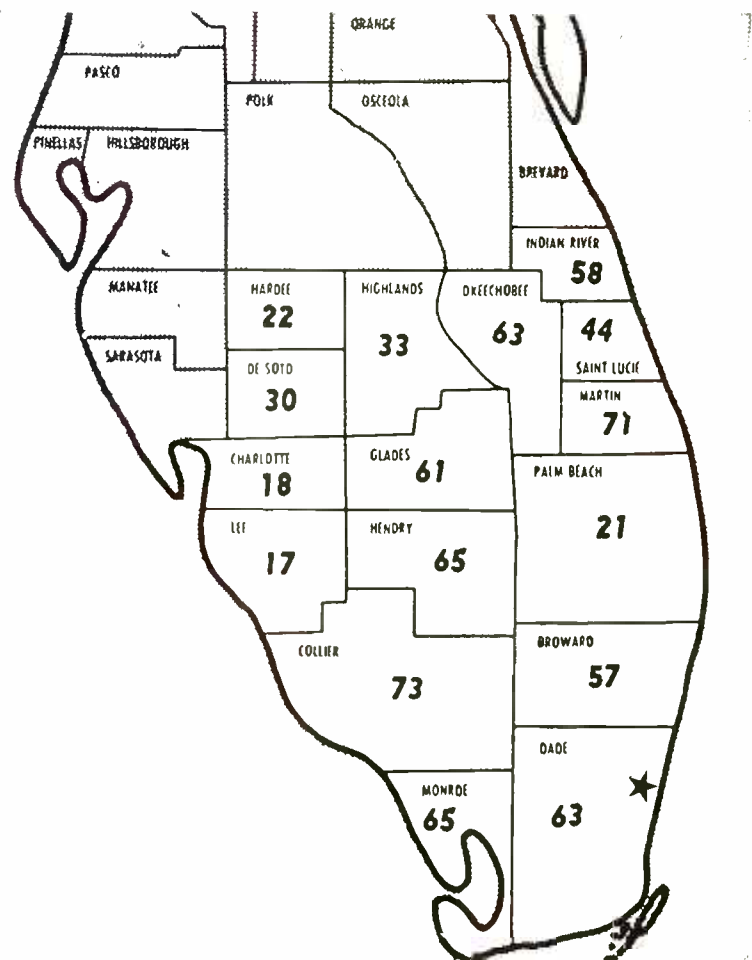 ORANGE
PASCO
POLK
OSCEOLA
PINELLAS
HILLSBOROUGH
BREVARD
INDIAN RIVER
58
MANATEE
HARDEE
22
HIGHLANDS
33
OKEECHOBEE
63
44
SAINT LUCIE
SARASOTA
DE SOTO
30
MARTIN
71
CHARLOTTE
18
GLADES
61
PALM BEACH
21
LEE
17
HENDRY
65
COLLIER
73
BROWARD
57
DADE
63
MONROE
65